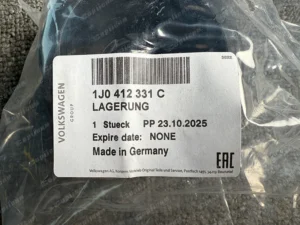 VOLKSWAGEN
GROUP
1J0 412 331 C
LAGERUNG
1 Stueck PP 23.10.2025
Expire date: NONE
Made in Germany
EAC